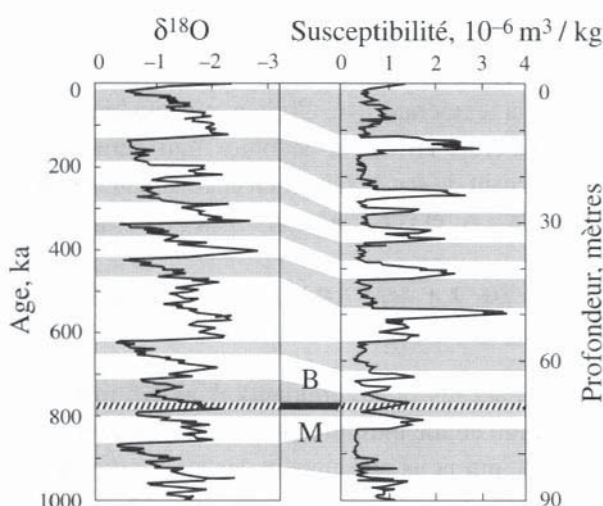 δ18O
Susceptibilité, 10–6 m3 / kg
0 –1 –2 –3
0 1 2 3 4
Age, ka
0
200
400
600
800
1000
B
M
0
30
60
90
Profondeur, mètres